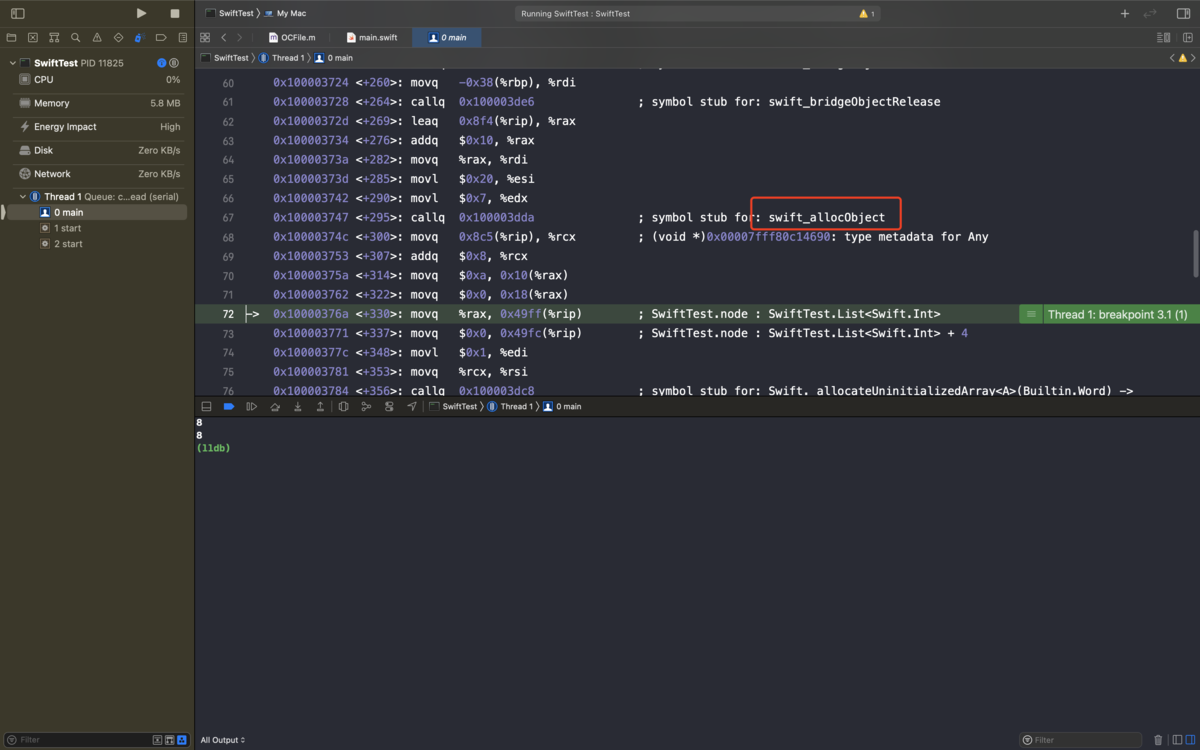 SwiftTest 〉 My Mac
Running SwiftTest : SwiftTest
1
OCFile.m
main.swift
0 main
SwiftTest 〉 Thread 1 〉 0 main
SwiftTest PID 11825
CPU 0%
Memory 5.8 MB
Energy Impact High
Disk Zero KB/s
Network Zero KB/s
Thread 1 Queue: c...ead (serial)
0 main
1 start
2 start
60 0x100003724 <+260>: movq -0x38(%rbp), %rdi
61 0x100003728 <+264>: callq 0x100003de6 ; symbol stub for: swift_bridgeObjectRelease
62 0x10000372d <+269>: leaq 0x8f4(%rip), %rax
63 0x100003734 <+276>: addq $0x10, %rax
64 0x10000373a <+282>: movq %rax, %rdi
65 0x10000373d <+285>: movl $0x20, %esi
66 0x100003742 <+290>: movl $0x7, %edx
67 0x100003747 <+295>: callq 0x100003dda ; symbol stub for: swift_allocObject
68 0x10000374c <+300>: movq 0x8c5(%rip), %rcx ; (void *)0x00007fff80c14690: type metadata for Any
69 0x100003753 <+307>: addq $0x8, %rcx
70 0x10000375a <+314>: movq $0xa, 0x10(%rax)
71 0x100003762 <+322>: movq $0x0, 0x18(%rax)
72 -> 0x10000376a <+330>: movq %rax, 0x49ff(%rip) ; SwiftTest.node : SwiftTest.List<Swift.Int> Thread 1: breakpoint 3.1 (1)
73 0x100003771 <+337>: movq $0x0, 0x49fc(%rip) ; SwiftTest.node : SwiftTest.List<Swift.Int> + 4
74 0x10000377c <+348>: movl $0x1, %edi
75 0x100003781 <+353>: movq %rcx, %rsi
76 0x100003784 <+356>: callq 0x100003dc8 ; symbol stub for: Swift._allocateUninitializedArray<A>(Builtin.Word) ->
SwiftTest 〉 Thread 1 〉 0 main
8
8
(lldb)
Filter
All Output
Filter